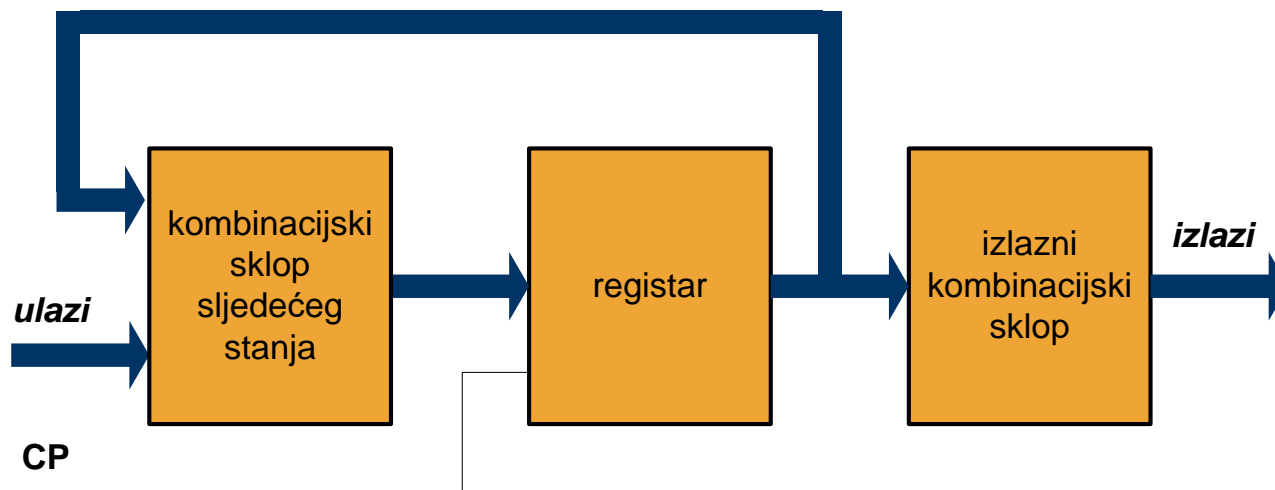 kombinacijski
sklop
sljedećeg
stanja
registar
izlazni
kombinacijski
sklop
izlazi
ulazi
CP